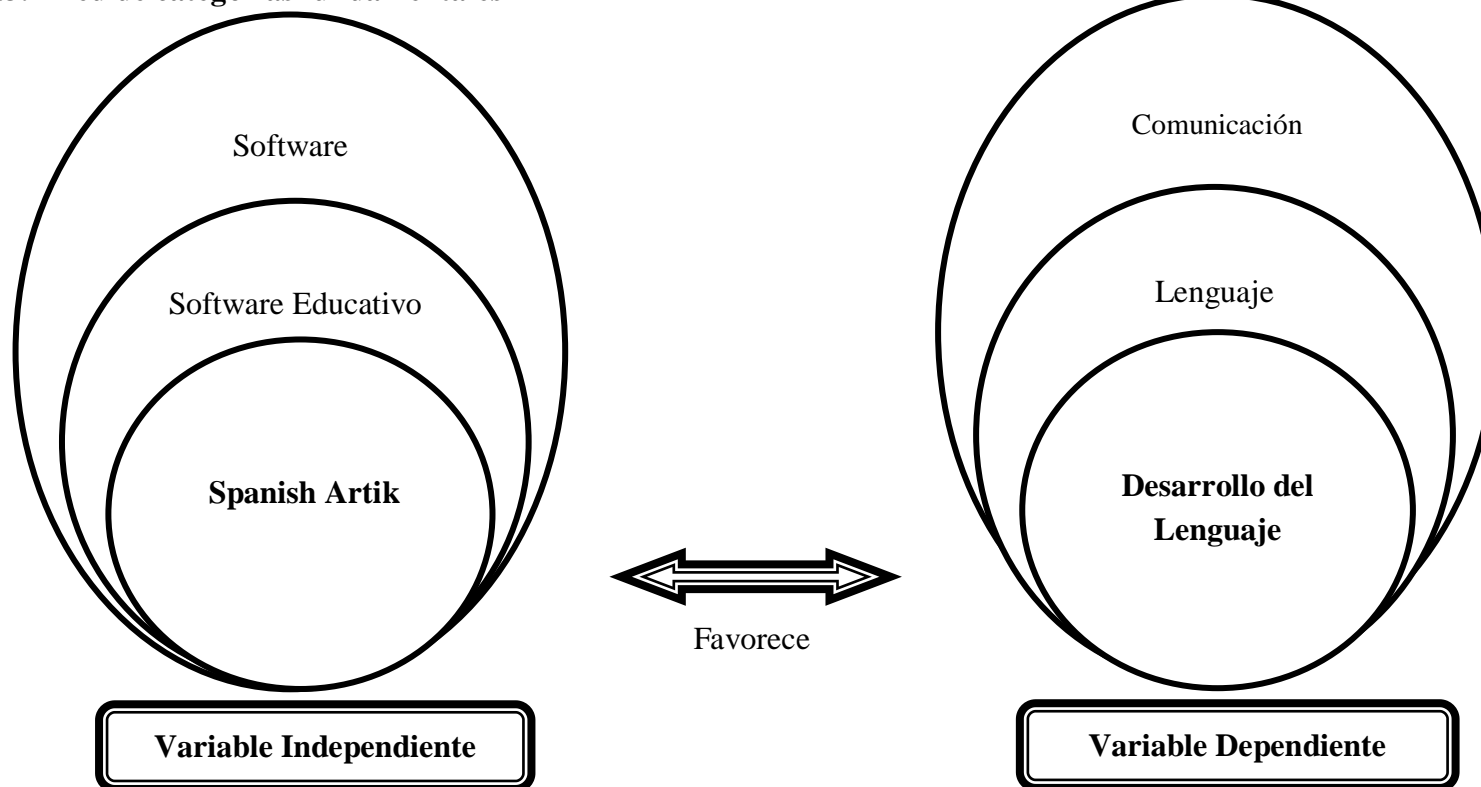 Software
Software Educativo
Spanish Artik
Variable Independiente
Favorece
Comunicación
Lenguaje
Desarrollo del
Lenguaje
Variable Dependiente